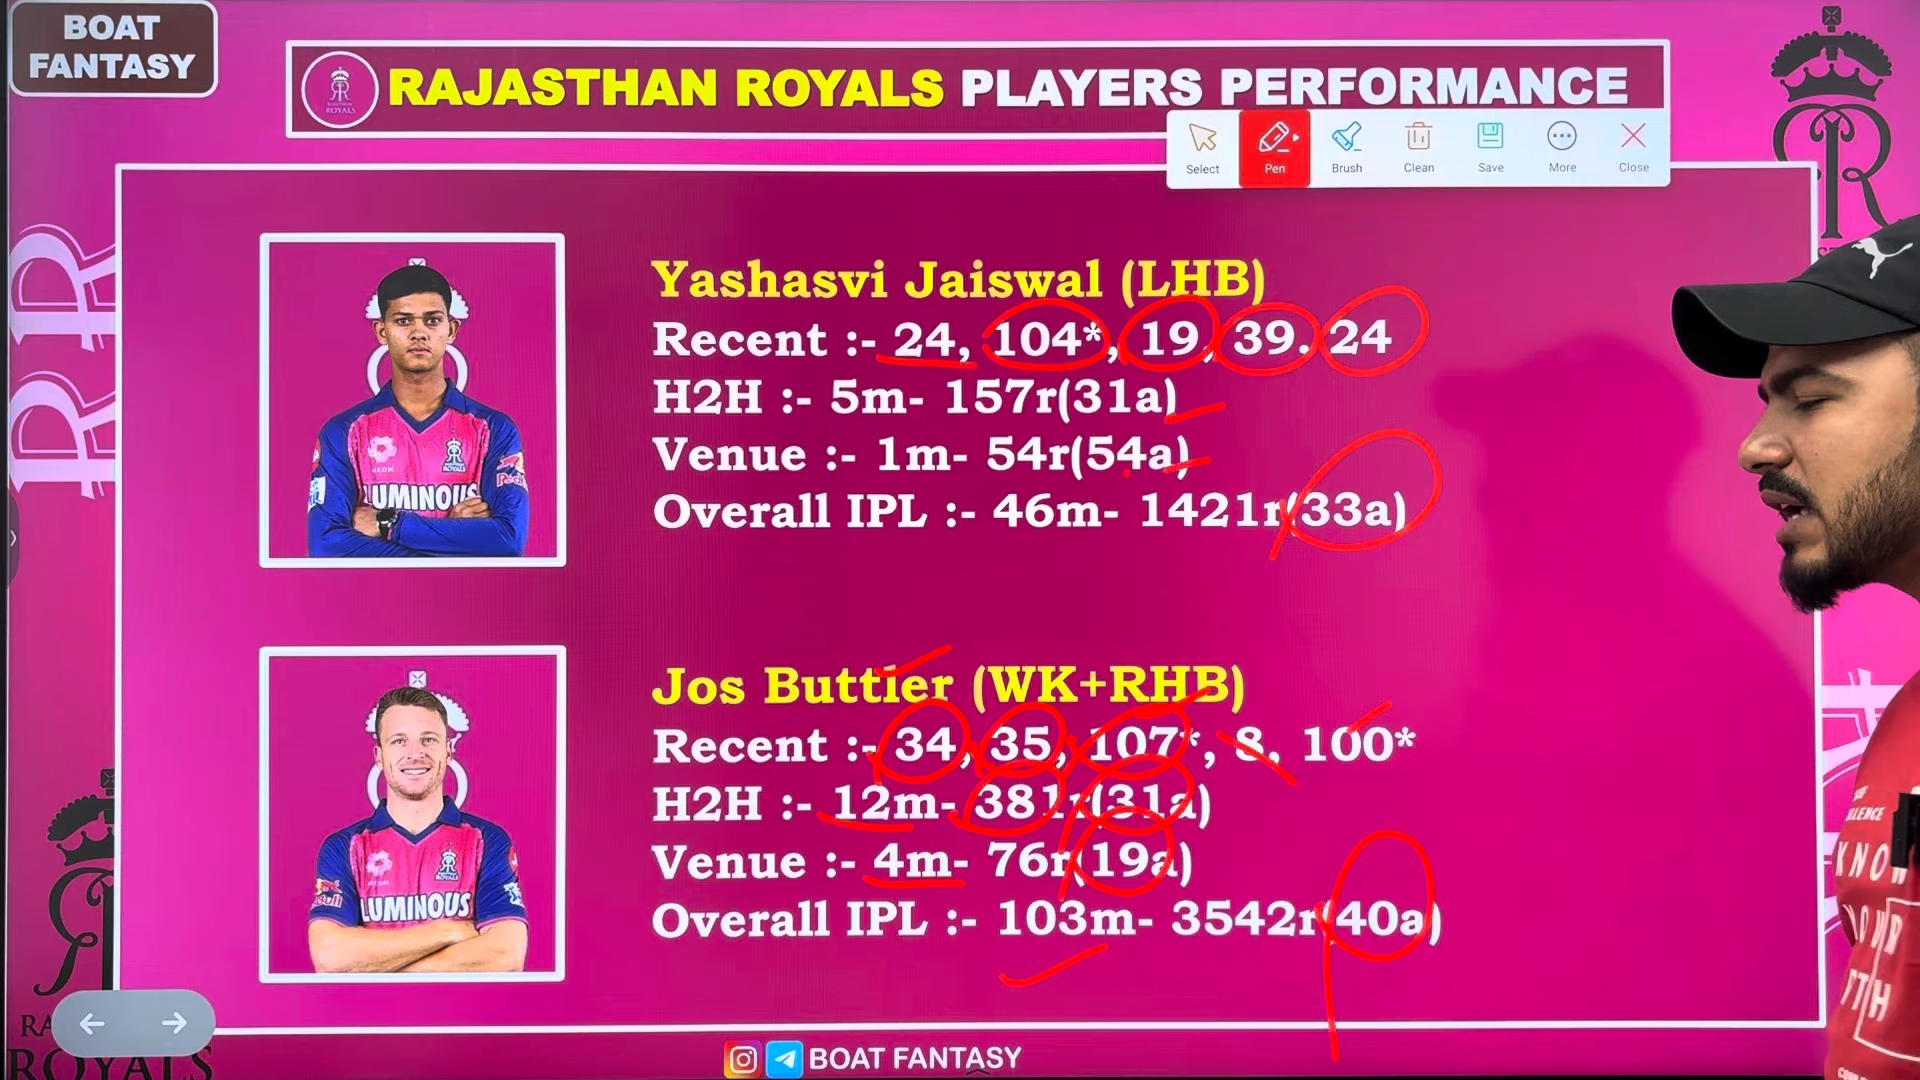 BOAT
FANTASY
RAJASTHAN ROYALS PLAYERS PERFORMANCE
Select Pen Brush Clean Save More Close
Yashasvi Jaiswal (LHB)
Recent :- 24, 104*, 19, 39. 24
H2H :- 5m- 157r(31a)
Venue :- 1m- 54r(54a)
Overall IPL :- 46m- 1421r(33a)
LUMINOUS
Jos Buttler (WK+RHB)
Recent :- 34, 35, 107*, 8, 100*
H2H :- 12m- 381r(31a)
Venue :- 4m- 76r(19a)
Overall IPL :- 103m- 3542r(40a)
LUMINOUS
ROYALS
BOAT FANTASY